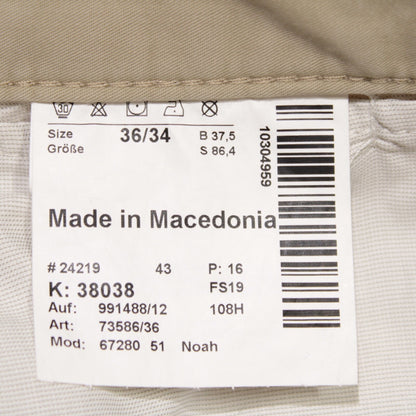 30
Size 36/34 B 37,5
Größe S 86,4
10304959
Made in Macedonia
# 24219 43 P: 16
K: 38038 FS19
Auf: 991488/12 108H
Art: 73586/36
Mod: 67280 51 Noah